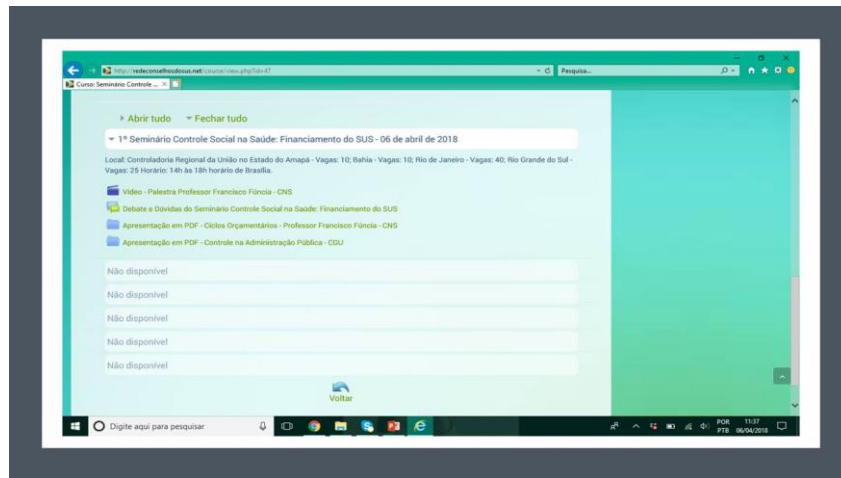 http://redeconselhosdosus.net/course/view.php?id=47
Pesquisa...
Curso: Seminário Controle ...
Abrir tudo Fechar tudo
1º Seminário Controle Social na Saúde: Financiamento do SUS - 06 de abril de 2018
Local: Controladoria Regional da União no Estado do Amapá - Vagas: 10; Bahia - Vagas: 10; Rio de Janeiro - Vagas: 40; Rio Grande do Sul -
Vagas: 25 Horário: 14h às 18h horário de Brasília.
Vídeo - Palestra Professor Francisco Fúncia - CNS
Debate e Dúvidas do Seminário Controle Social na Saúde: Financiamento do SUS
Apresentação em PDF - Ciclos Orçamentários - Professor Francisco Fúncia - CNS
Apresentação em PDF - Controle na Administração Pública - CGU
Não disponível
Não disponível
Não disponível
Não disponível
Não disponível
Voltar
Digite aqui para pesquisar
POR 11:37
PTB 06/04/2018